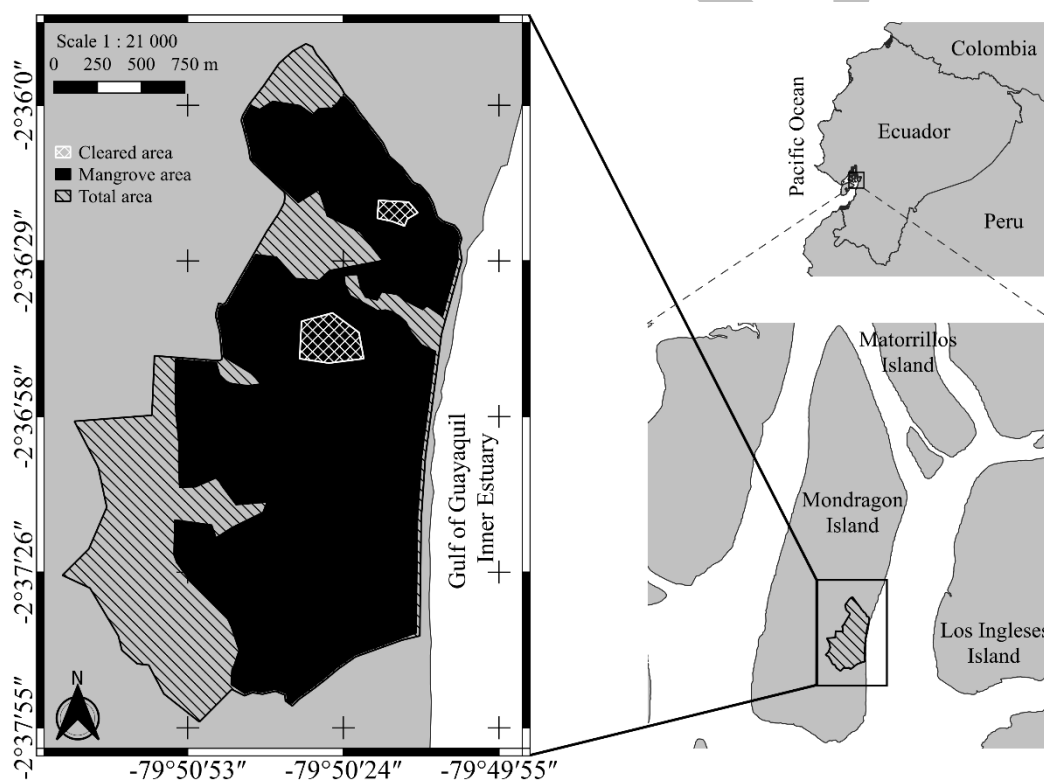 Scale 1 : 21 000
0 250 500 750 m
Cleared area
Mangrove area
Total area
-2°36'0"
-2°36'29"
-2°36'58"
-2°37'26"
-2°37'55"
N
-79°50'53"
-79°50'24"
-79°49'55"
Gulf of Guayaquil
Inner Estuary
Colombia
Pacific Ocean
Ecuador
Peru
Matorrillos
Island
Mondragon
Island
Los Ingleses
Island